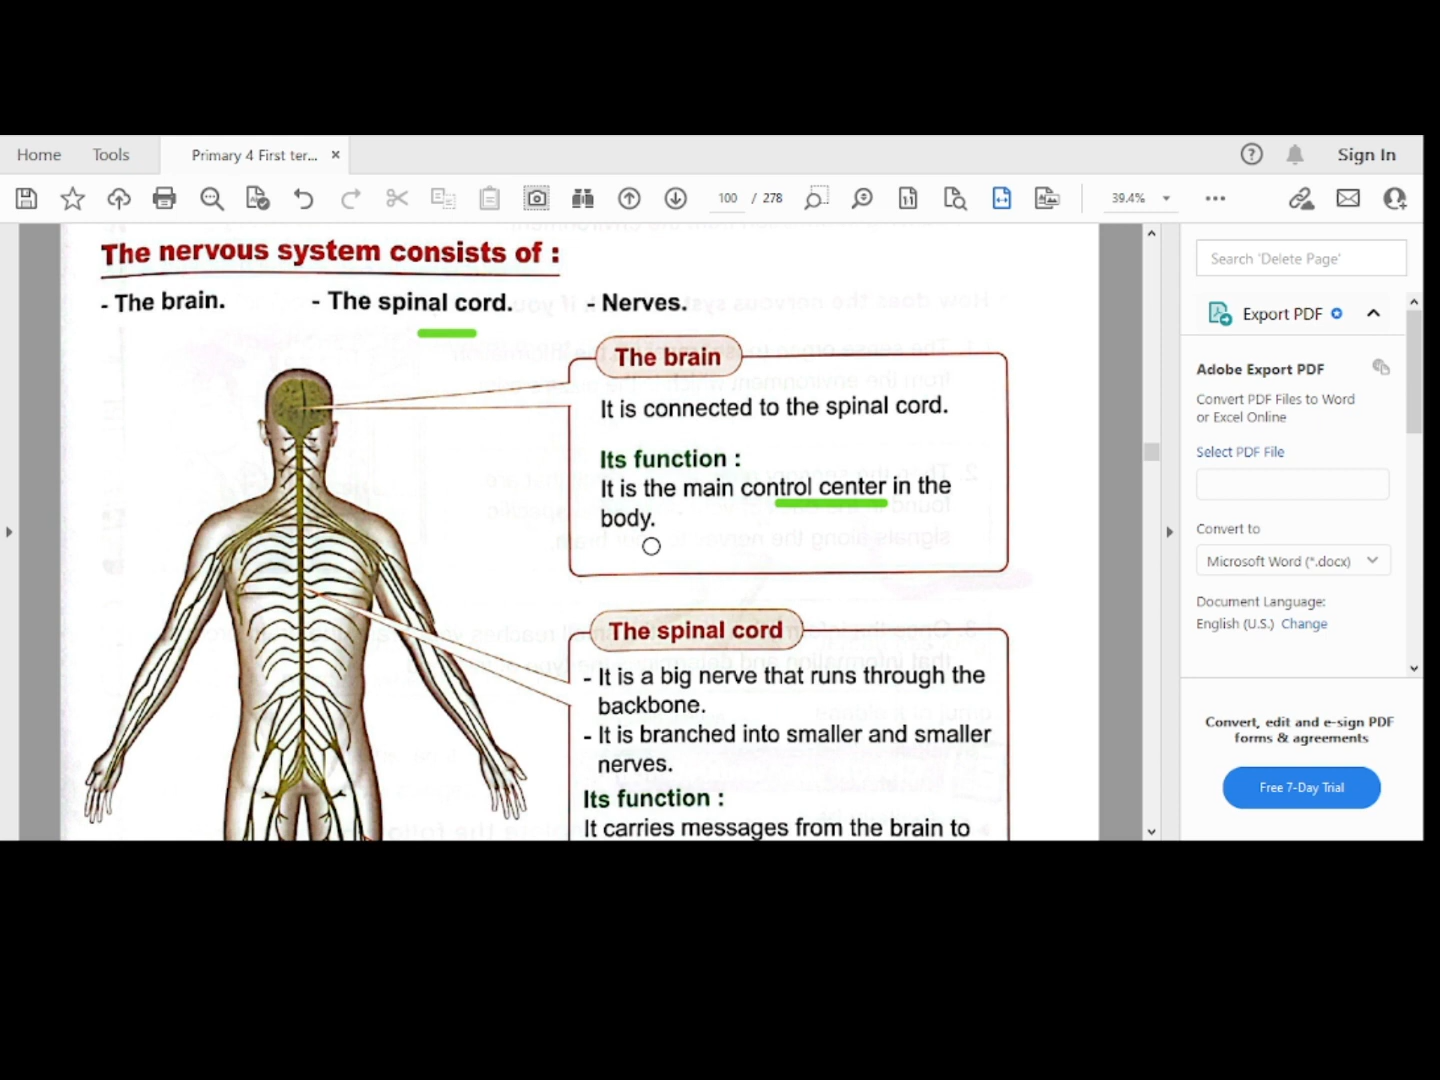 Home Tools Primary 4 First ter... × Sign In
100 / 278 39.4%
The nervous system consists of :
- The brain. - The spinal cord. - Nerves.
The brain
It is connected to the spinal cord.
Its function :
It is the main control center in the
body.
The spinal cord
- It is a big nerve that runs through the
backbone.
- It is branched into smaller and smaller
nerves.
Its function :
It carries messages from the brain to
Search 'Delete Page'
Export PDF
Adobe Export PDF
Convert PDF Files to Word
or Excel Online
Select PDF File
Convert to
Microsoft Word (*.docx)
Document Language:
English (U.S.) Change
Convert, edit and e-sign PDF
forms & agreements
Free 7-Day Trial